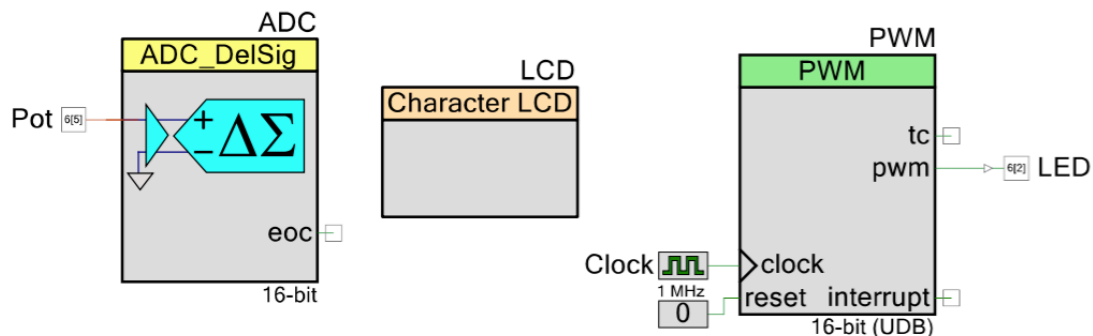 ADC
ADC_DelSig
Pot
6[5]
+
−
ΔΣ
eoc
16-bit
LCD
Character LCD
PWM
PWM
tc
pwm
6[2]
LED
Clock
clock
1 MHz
0
reset
interrupt
16-bit (UDB)